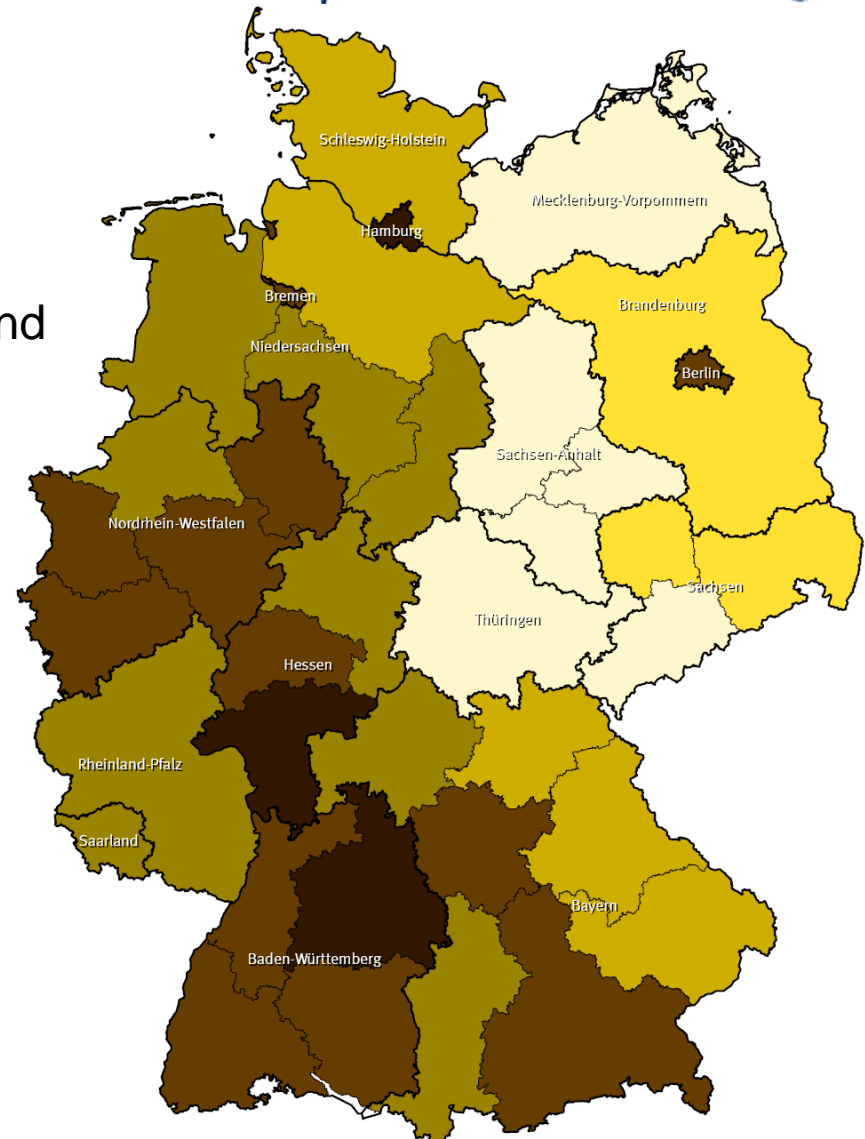 Schleswig-Holstein
Mecklenburg-Vorpommern
Hamburg
Bremen
Brandenburg
nd
Niedersachsen
Berlin
Sachsen-Anhalt
Nordrhein-Westfalen
Sachsen
Thüringen
Hessen
Rheinland-Pfalz
Saarland
Bayern
Baden-Württemberg